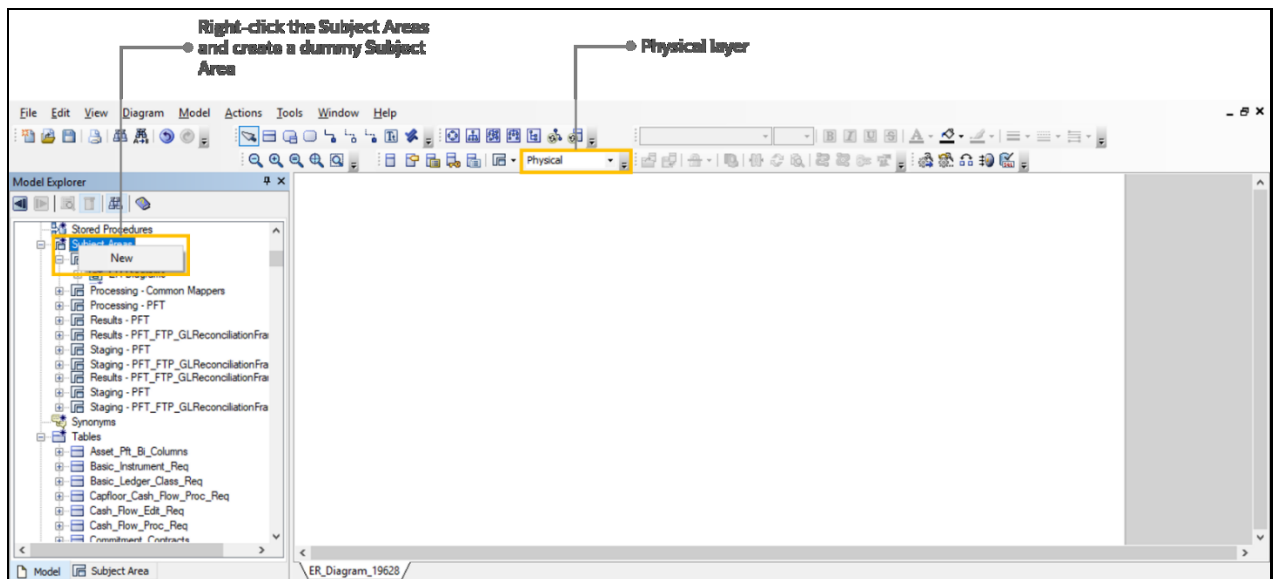 Right-click the Subject Areas
and create a dummy Subject
Area
Physical layer
File Edit View Diagram Model Actions Tools Window Help
Physical
Model Explorer
Stored Procedures
Subject Areas
New
ER Diagrams
Processing - Common Mappers
Processing - PFT
Results - PFT
Results - PFT_FTP_GLReconciliationFra
Staging - PFT
Staging - PFT_FTP_GLReconciliationFra
Results - PFT_FTP_GLReconciliationFra
Staging - PFT
Staging - PFT_FTP_GLReconciliationFra
Synonyms
Tables
Asset_Pft_Bi_Columns
Basic_Instrument_Req
Basic_Ledger_Class_Req
Capfloor_Cash_Flow_Proc_Req
Cash_Flow_Edit_Req
Cash_Flow_Proc_Req
Commitment_Contracts
Model Subject Area
ER_Diagram_19628